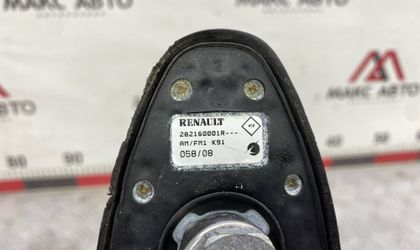 МАКС АВТО
МАКС АВТО
RENAULT
282160001R---
AM/FM1 K91
058/08